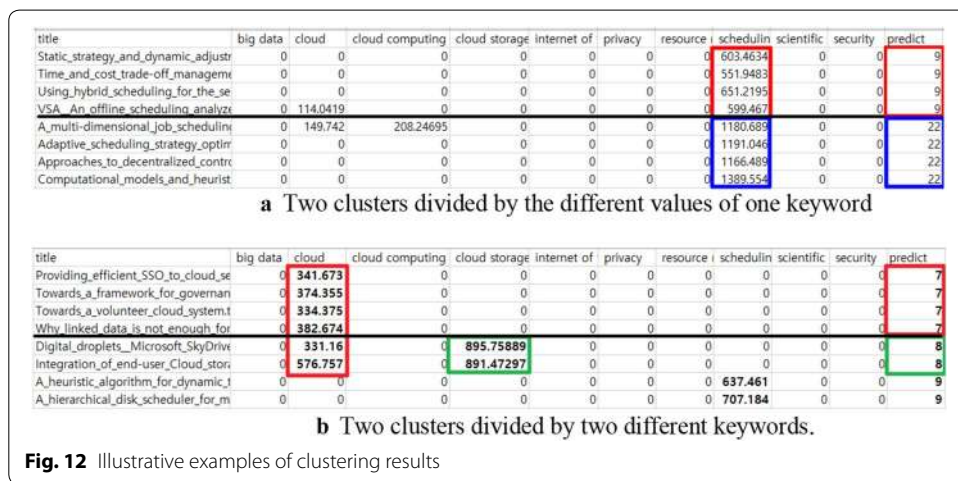 title big data cloud cloud computing cloud storage internet of privacy resource schedulin scientific security predict
Static_strategy_and_dynamic_adjustr 0 0 0 0 0 0 0 603.4634 0 0 9
Time_and_cost_trade-off_manageme 0 0 0 0 0 0 0 551.9483 0 0 9
Using_hybrid_scheduling_for_the_se 0 0 0 0 0 0 0 651.2195 0 0 9
VSA__An_offline_scheduling_analyze 0 114.0419 0 0 0 0 0 599.467 0 0 9
A_multi-dimensional_job_scheduling 0 149.742 208.24695 0 0 0 0 1180.689 0 0 22
Adaptive_scheduling_strategy_optim 0 0 0 0 0 0 0 1191.046 0 0 22
Approaches_to_decentralized_contro 0 0 0 0 0 0 0 1166.489 0 0 22
Computational_models_and_heurist 0 0 0 0 0 0 0 1389.554 0 0 22
a Two clusters divided by the different values of one keyword
title big data cloud cloud computing cloud storage internet of privacy resource schedulin scientific security predict
Providing_efficient_SSO_to_cloud_se 0 341.673 0 0 0 0 0 0 0 0 7
Towards_a_framework_for_governan 0 374.355 0 0 0 0 0 0 0 0 7
Towards_a_volunteer_cloud_system.t 0 334.375 0 0 0 0 0 0 0 0 7
Why_linked_data_is_not_enough_for 0 382.674 0 0 0 0 0 0 0 0 7
Digital_droplets__Microsoft_SkyDrive 0 331.16 0 895.75889 0 0 0 0 0 0 8
Integration_of_end-user_Cloud_stora 0 576.757 0 891.47297 0 0 0 0 0 0 8
A_heuristic_algorithm_for_dynamic_t 0 0 0 0 0 0 0 637.461 0 0 9
A_hierarchical_disk_scheduler_for_m 0 0 0 0 0 0 0 707.184 0 0 9
b Two clusters divided by two different keywords.
Fig. 12 Illustrative examples of clustering results